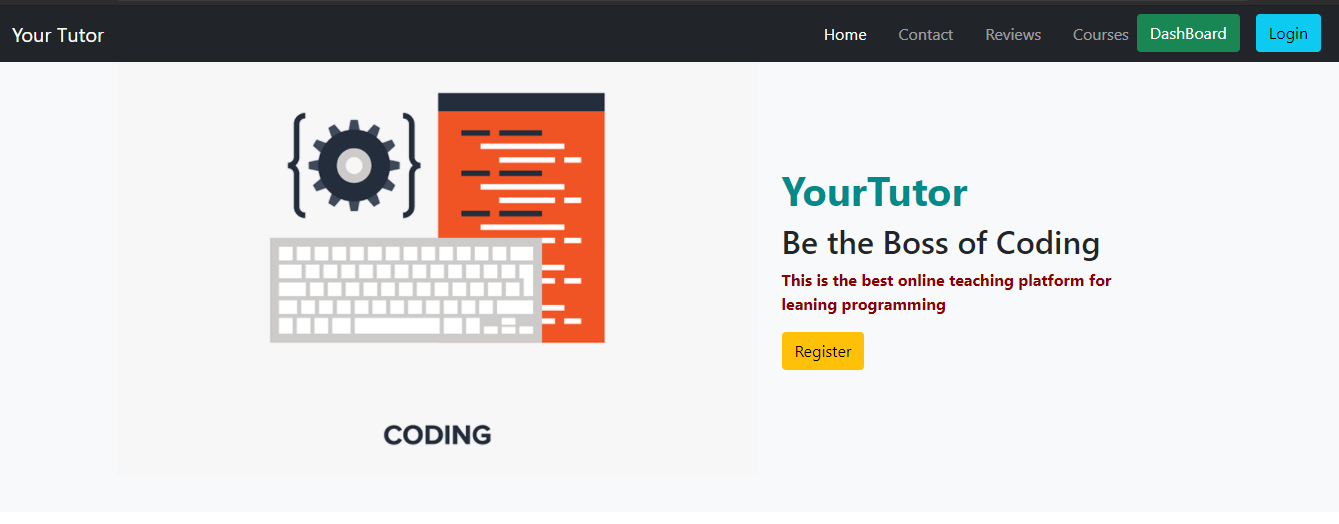 Your Tutor Home Contact Reviews Courses DashBoard Login
YourTutor
Be the Boss of Coding
This is the best online teaching platform for
leaning programming
Register
CODING